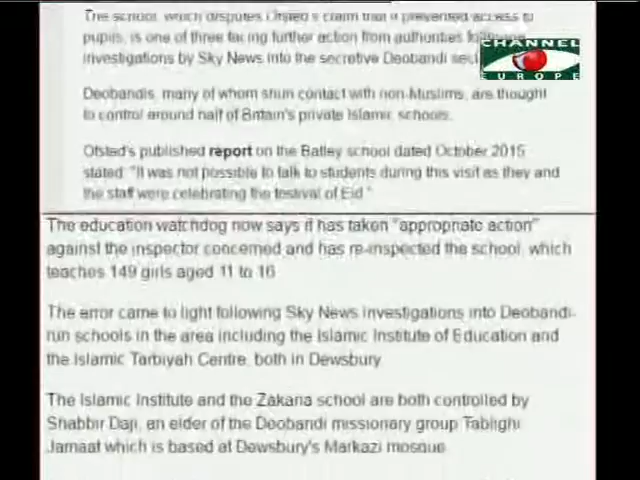 The school, which disputes Ofsted's claim that it prevented access to
pupils, is one of three facing further action from authorities following
investigations by Sky News into the secretive Deobandi sect
CHANNEL
EUROPE
Deobandis, many of whom shun contact with non-Muslims, are thought
to control around half of Britain's private Islamic schools.
Ofsted's published report on the Batley school dated October 2015
stated "It was not possible to talk to students during this visit as they and
the staff were celebrating the festival of Eid."
The education watchdog now says it has taken "appropriate action"
against the inspector concerned and has re-inspected the school, which
teaches 149 girls aged 11 to 16
The error came to light following Sky News investigations into Deobandi-
run schools in the area including the Islamic Institute of Education and
the Islamic Tarbiyah Centre, both in Dewsbury
The Islamic Institute and the Zakaria school are both controlled by
Shabbir Daji, an elder of the Deobandi missionary group Tablighi
Jamaat which is based at Dewsbury's Markazi mosque